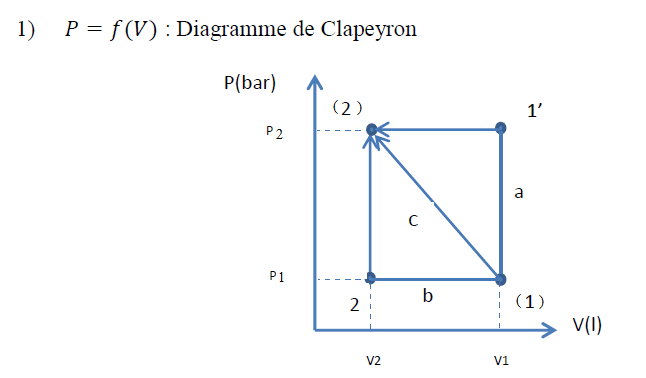 1) P = f(V) : Diagramme de Clapeyron
P(bar)
(2)
1’
P2
a
c
P1
2
b
(1)
V(l)
V2
V1